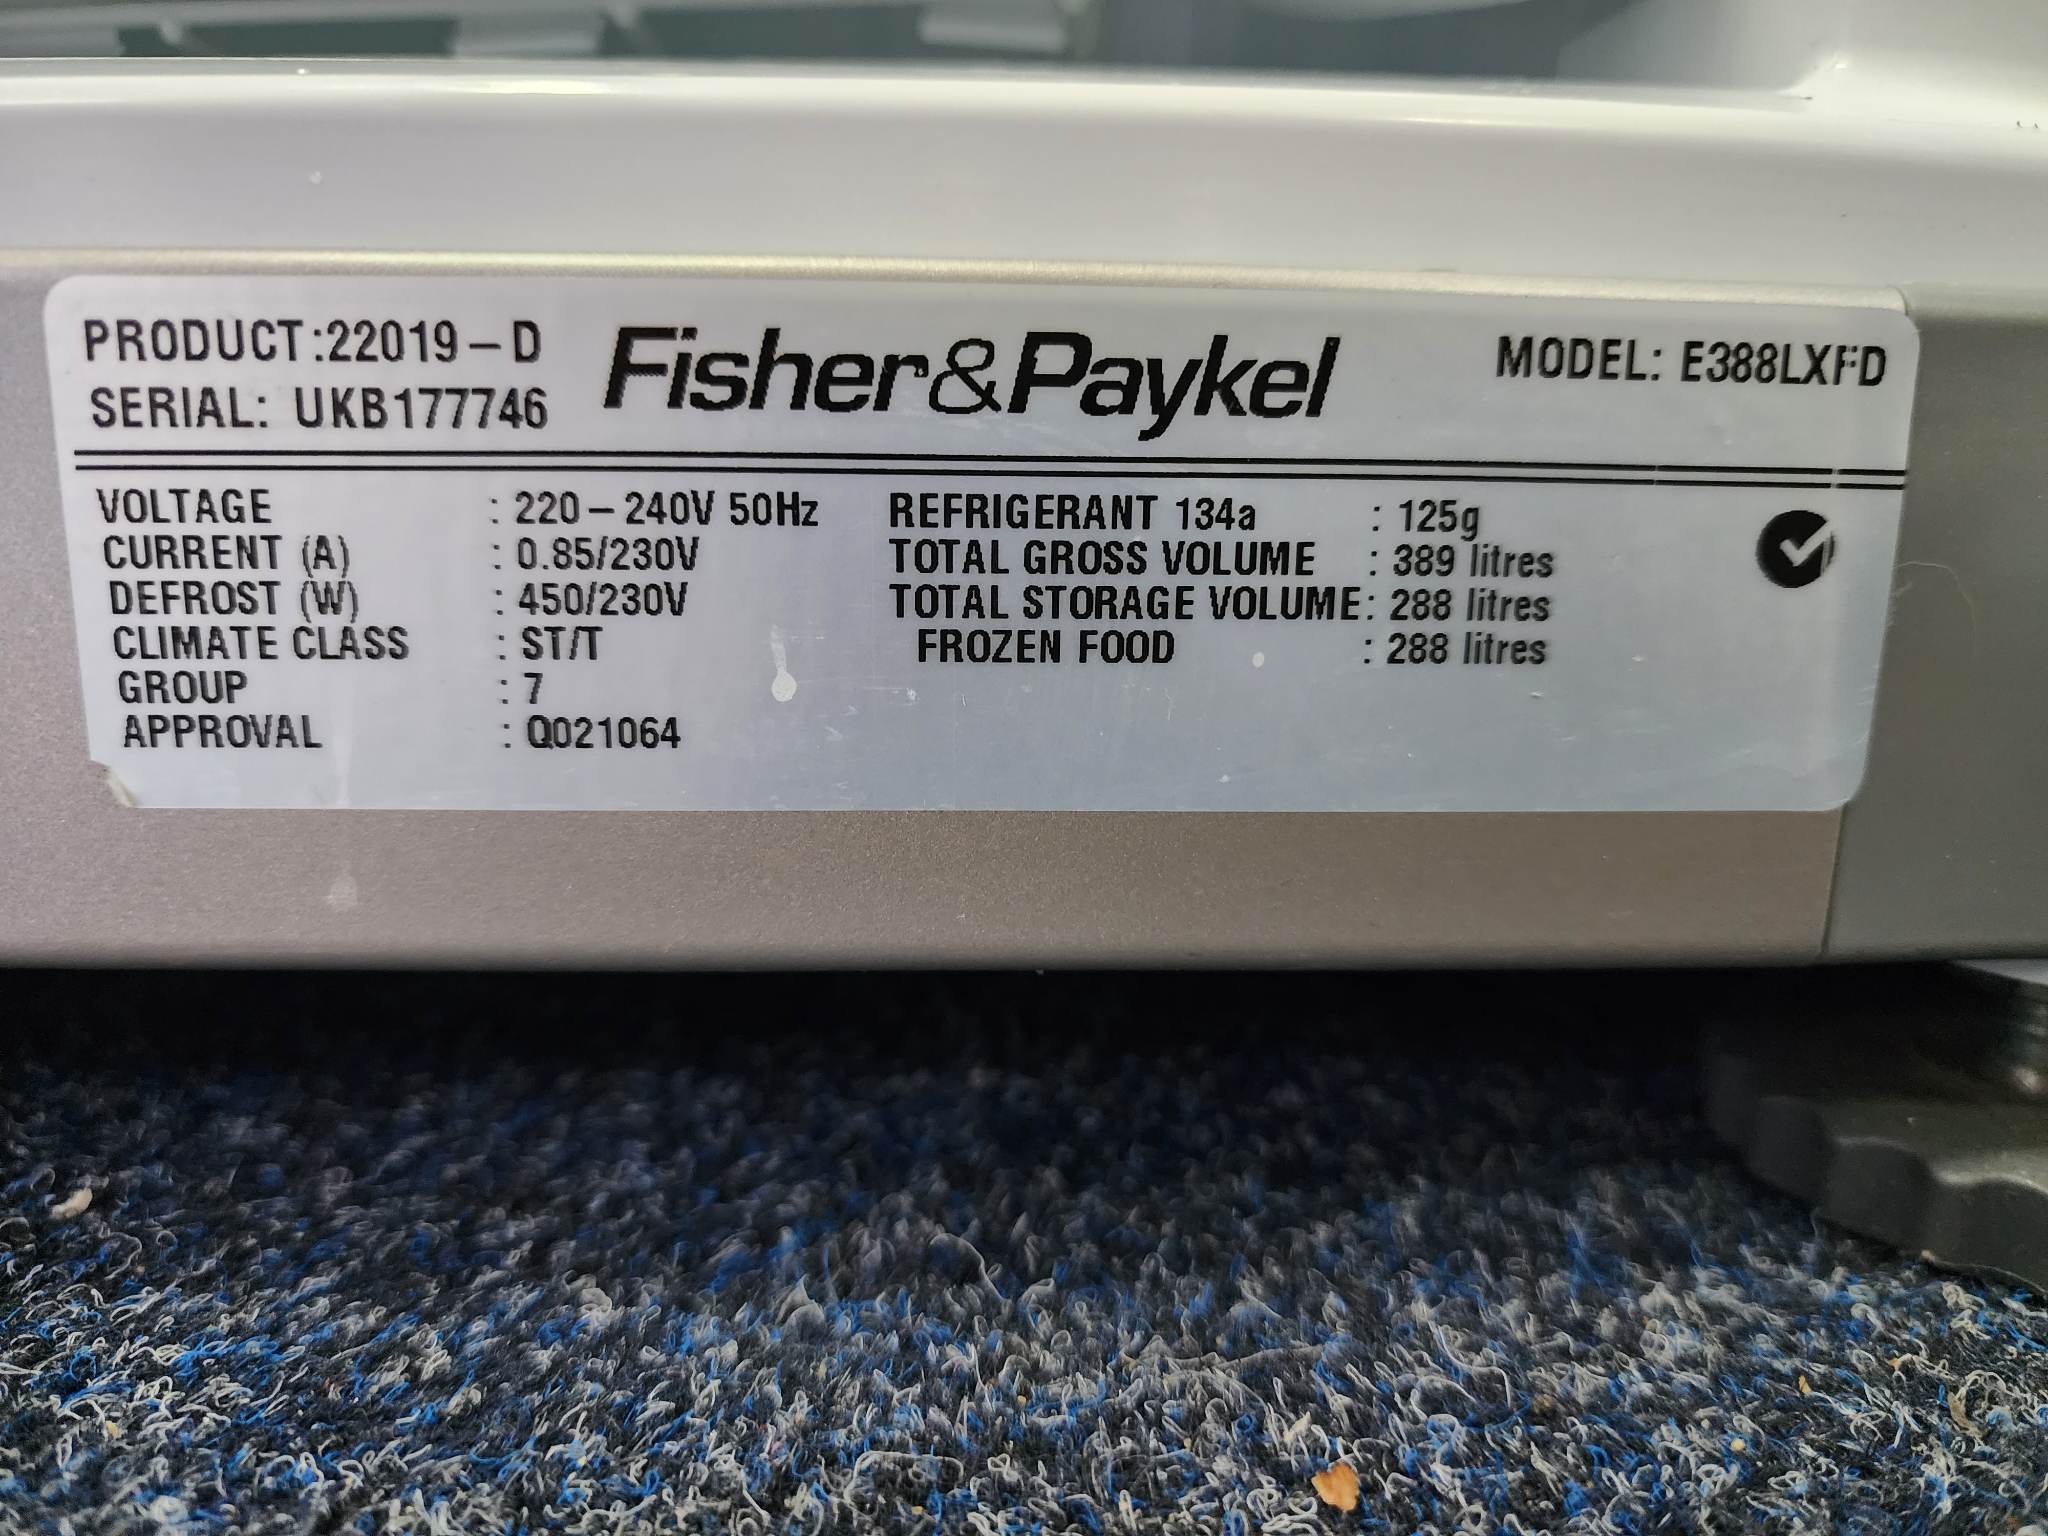 PRODUCT:22019-D
SERIAL: UKB177746
Fisher&Paykel
MODEL: E388LXFD
VOLTAGE : 220-240V 50Hz
CURRENT (A) : 0.85/230V
DEFROST (W) : 450/230V
CLIMATE CLASS : ST/T
GROUP : 7
APPROVAL : Q021064
REFRIGERANT 134a : 125g
TOTAL GROSS VOLUME : 389 litres
TOTAL STORAGE VOLUME: 288 litres
FROZEN FOOD : 288 litres